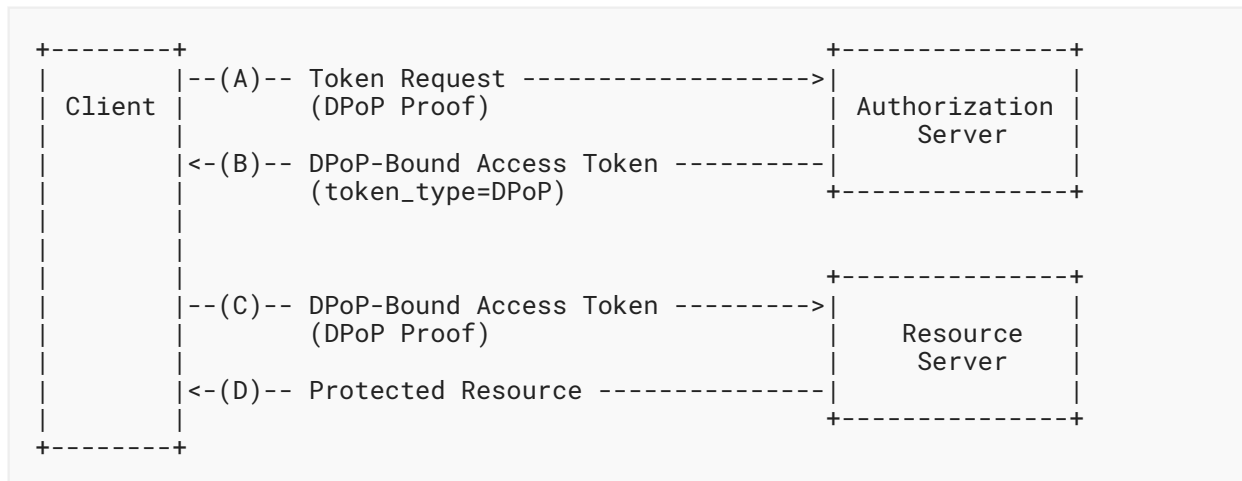 +--------+                                          +---------------+
|        |--(A)-- Token Request ------------------->|               |
| Client |        (DPoP Proof)                      | Authorization |
|        |                                          |     Server    |
|        |<-(B)-- DPoP-Bound Access Token ----------|               |
|        |        (token_type=DPoP)                 +---------------+
|        |
|        |
|        |                                          +---------------+
|        |--(C)-- DPoP-Bound Access Token --------->|               |
|        |        (DPoP Proof)                      |    Resource   |
|        |                                          |     Server    |
|        |<-(D)-- Protected Resource ---------------|               |
|        |                                          +---------------+
+--------+